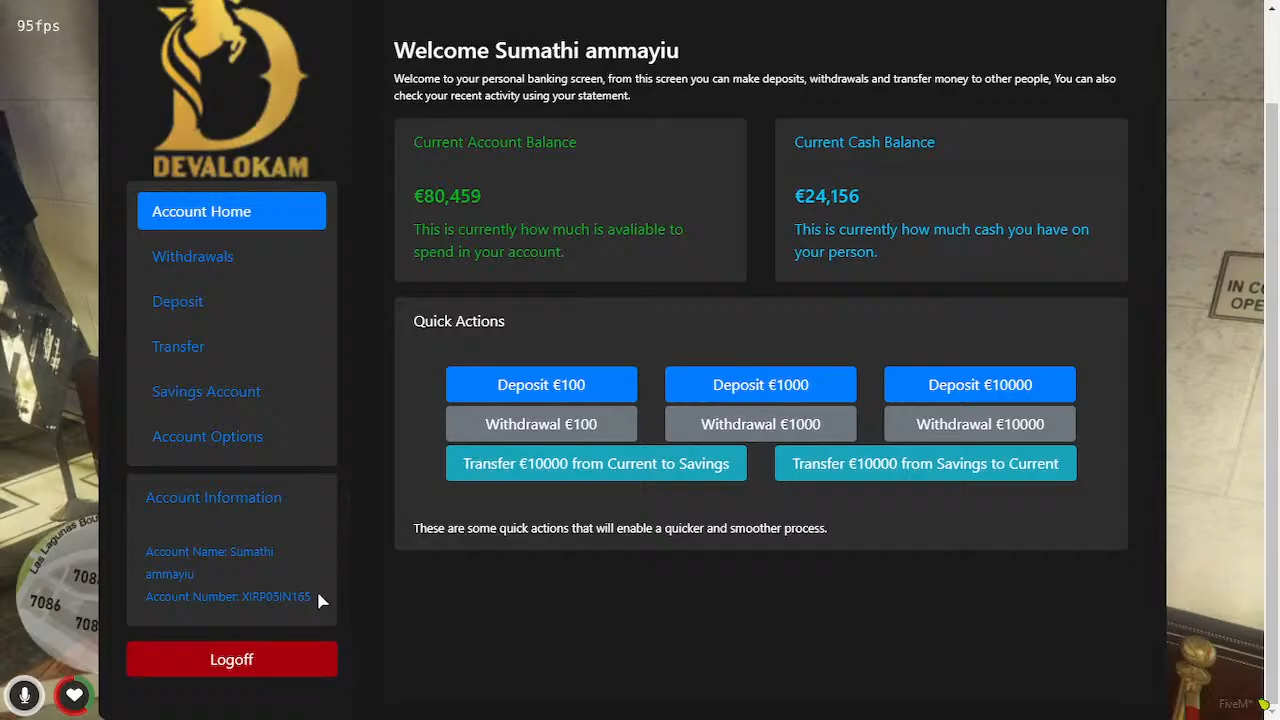 95fps
DEVALOKAM
Account Home
Withdrawals
Deposit
Transfer
Savings Account
Account Options
Account Information
Account Name: Sumathi
ammayiu
Account Number: XIRP05IN165
Logoff
Welcome Sumathi ammayiu
Welcome to your personal banking screen, from this screen you can make deposits, withdrawals and transfer money to other people, You can also
check your recent activity using your statement.
Current Account Balance
€80,459
This is currently how much is avaliable to
spend in your account.
Current Cash Balance
€24,156
This is currently how much cash you have on
your person.
Quick Actions
Deposit €100
Deposit €1000
Deposit €10000
Withdrawal €100
Withdrawal €1000
Withdrawal €10000
Transfer €10000 from Current to Savings
Transfer €10000 from Savings to Current
These are some quick actions that will enable a quicker and smoother process.
Las Lagunas
7086
IN
OPE
FiveM*